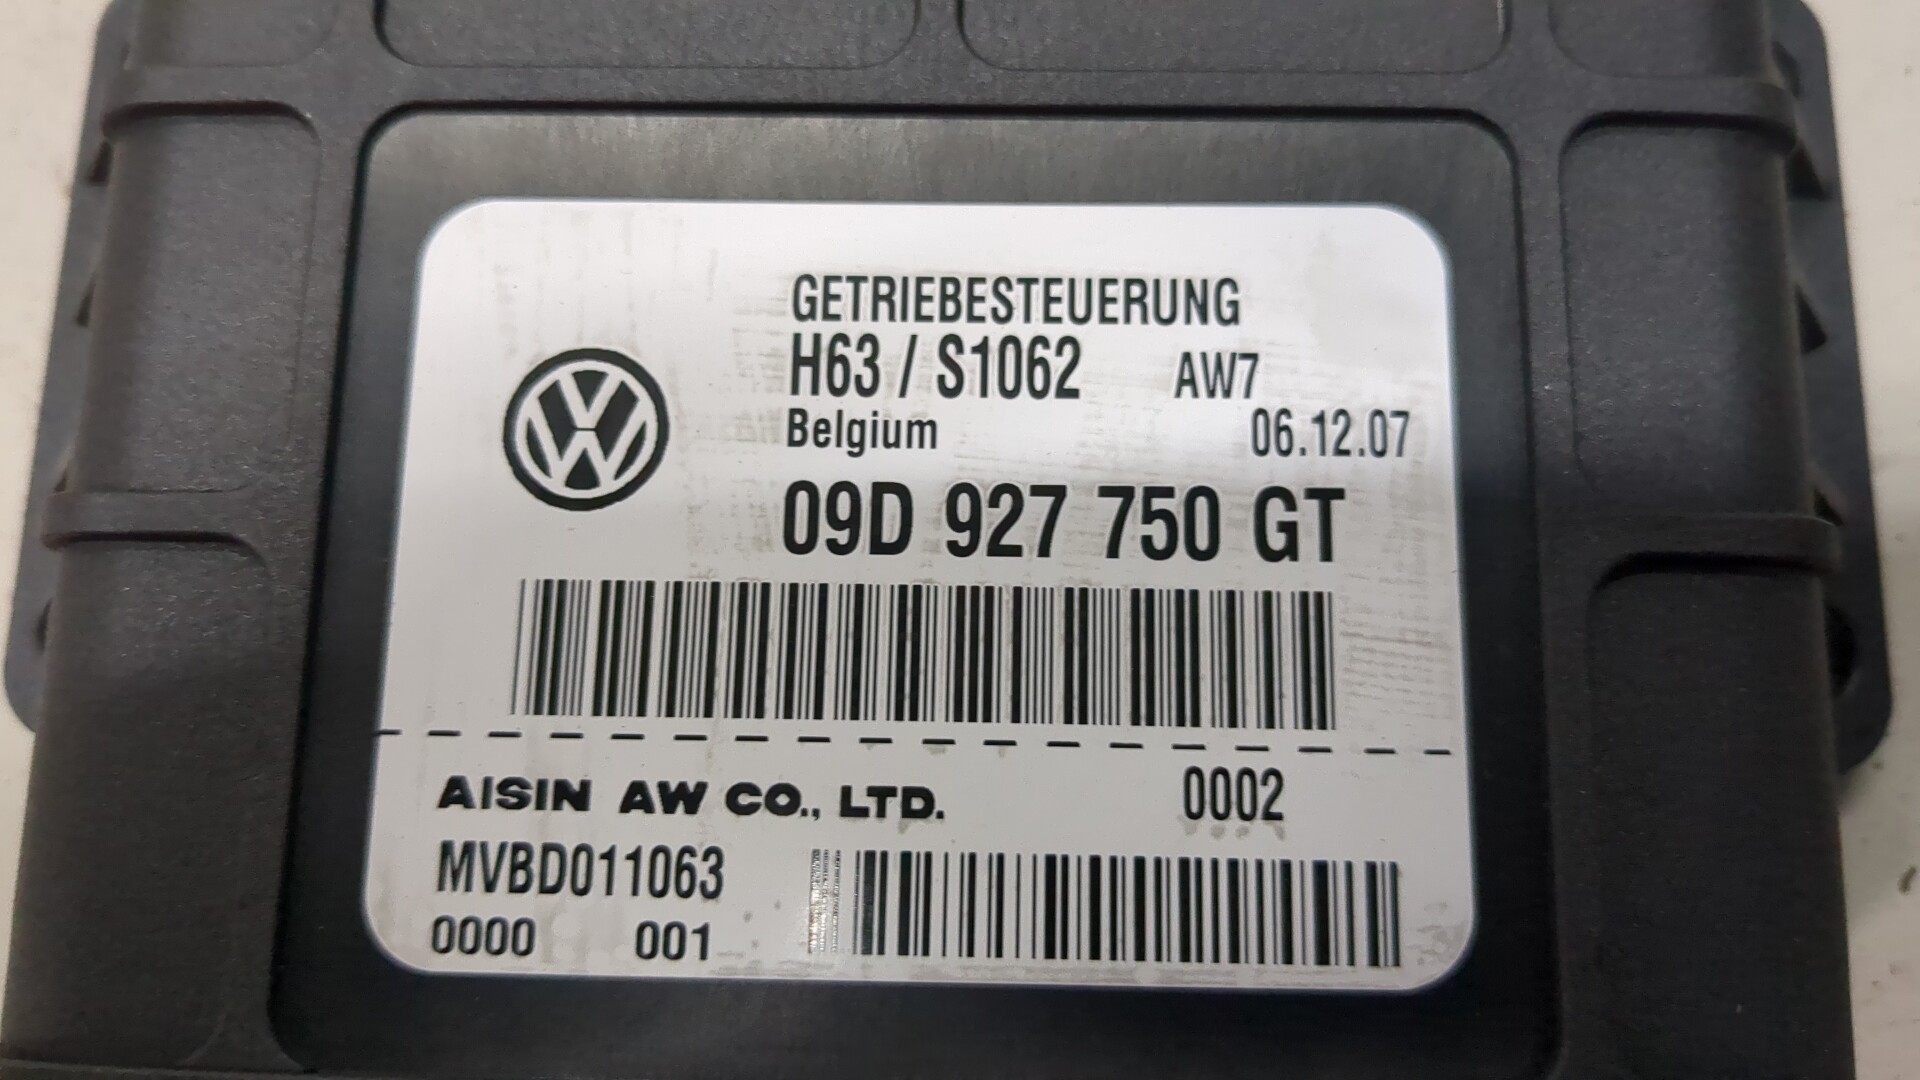 GETRIEBESTEUERUNG
H63 / S1062 AW7
Belgium 06.12.07
09D 927 750 GT
AISIN AW CO., LTD. 0002
MVBD011063
0000 001